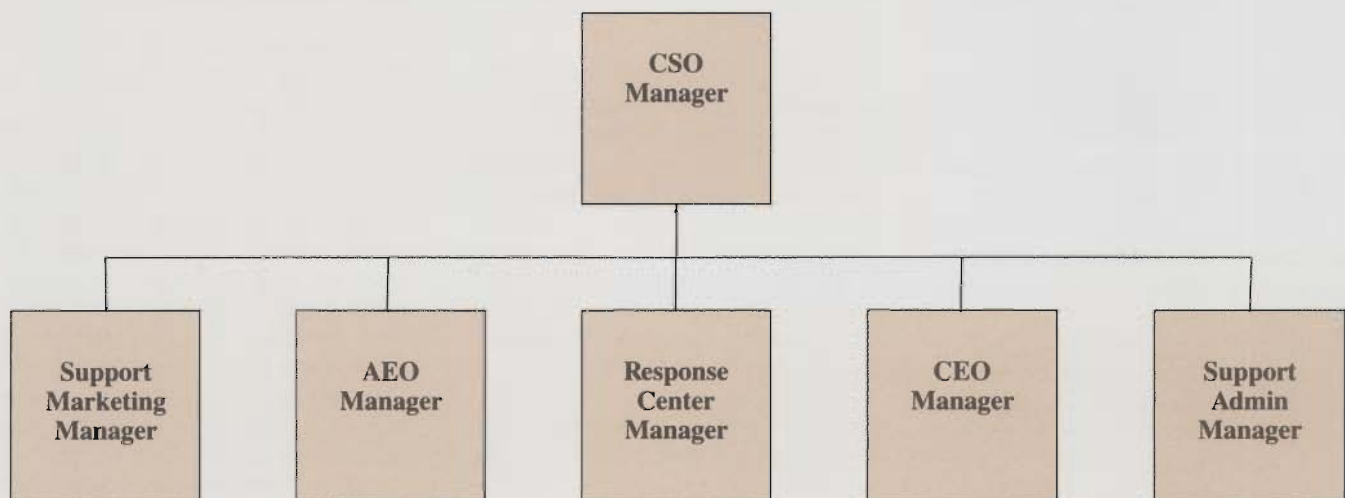 CSO
Manager
Support
Marketing
Manager
AEO
Manager
Response
Center
Manager
CEO
Manager
Support
Admin
Manager